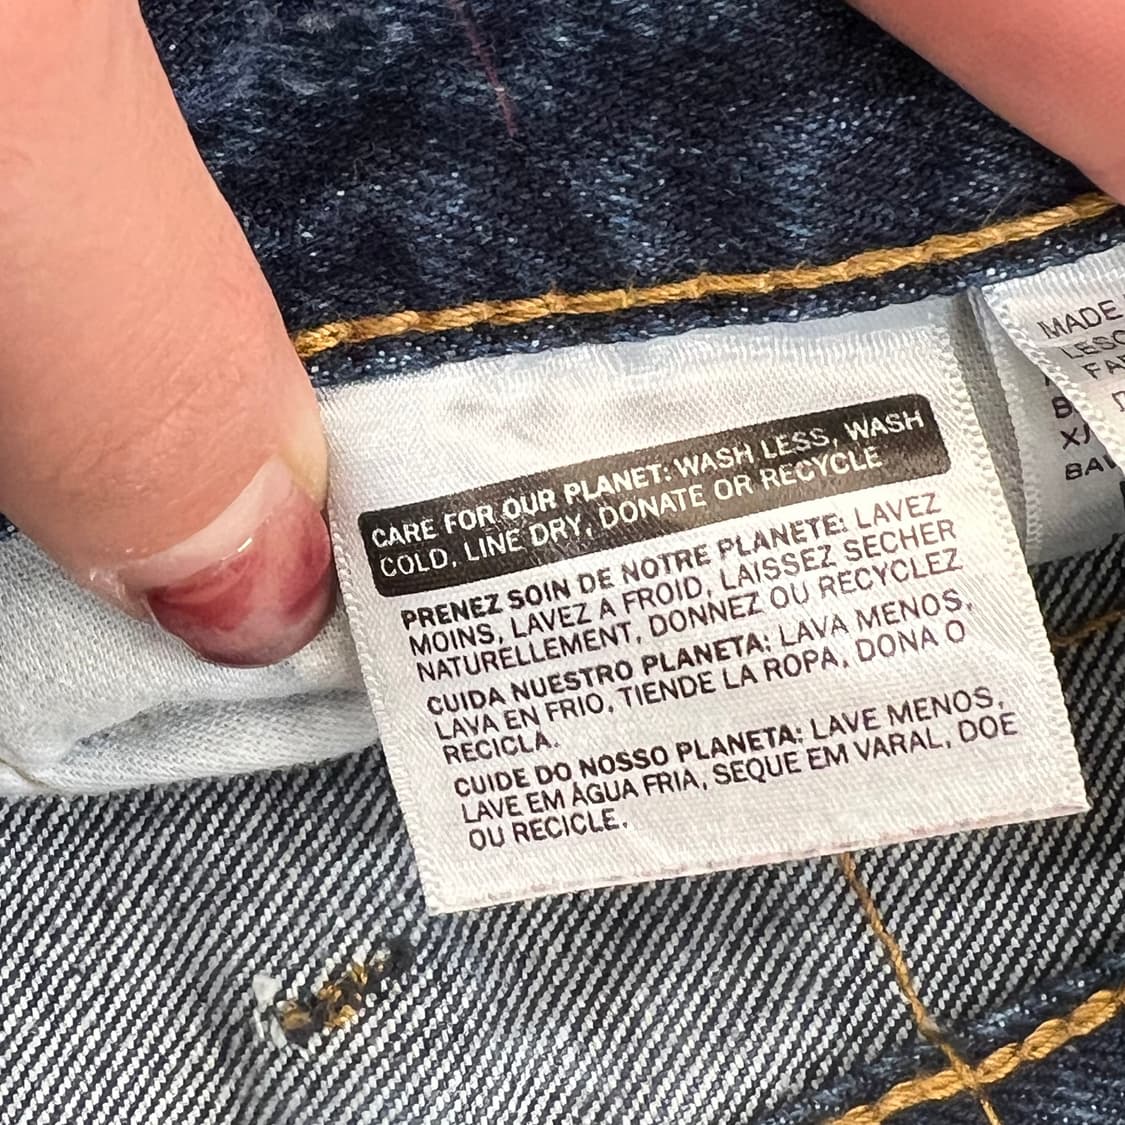 CARE FOR OUR PLANET: WASH LESS, WASH
COLD, LINE DRY, DONATE OR RECYCLE
PRENEZ SOIN DE NOTRE PLANETE: LAVEZ
MOINS, LAVEZ A FROID, LAISSEZ SECHER
NATURELLEMENT, DONNEZ OU RECYCLEZ
CUIDA NUESTRO PLANETA: LAVA MENOS,
LAVA EN FRIO, TIENDE LA ROPA, DONA O
RECICLA.
CUIDE DO NOSSO PLANETA: LAVE MENOS,
LAVE EM ÀGUA FRIA, SEQUE EM VARAL, DOE
OU RECICLE.
MADE